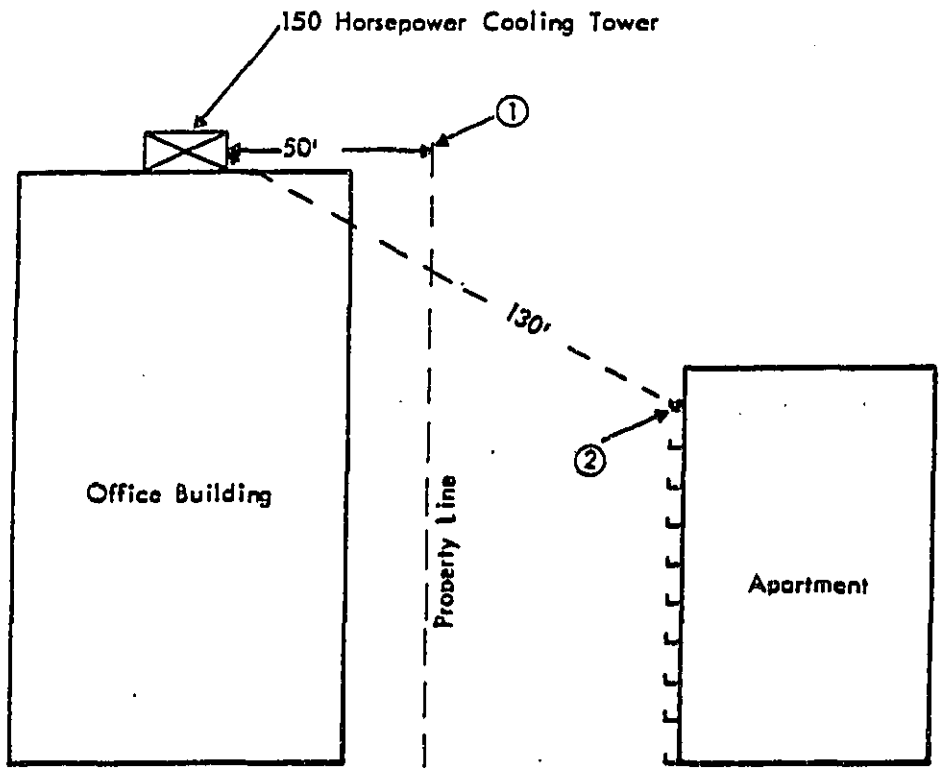 150 Horsepower Cooling Tower
①
50'
130'
②
Office Building
Property Line
Apartment